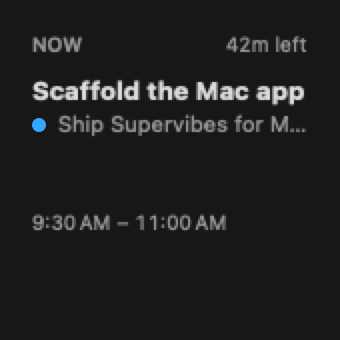 NOW
42m left
Scaffold the Mac app
Ship Supervibes for M...
9:30 AM – 11:00 AM